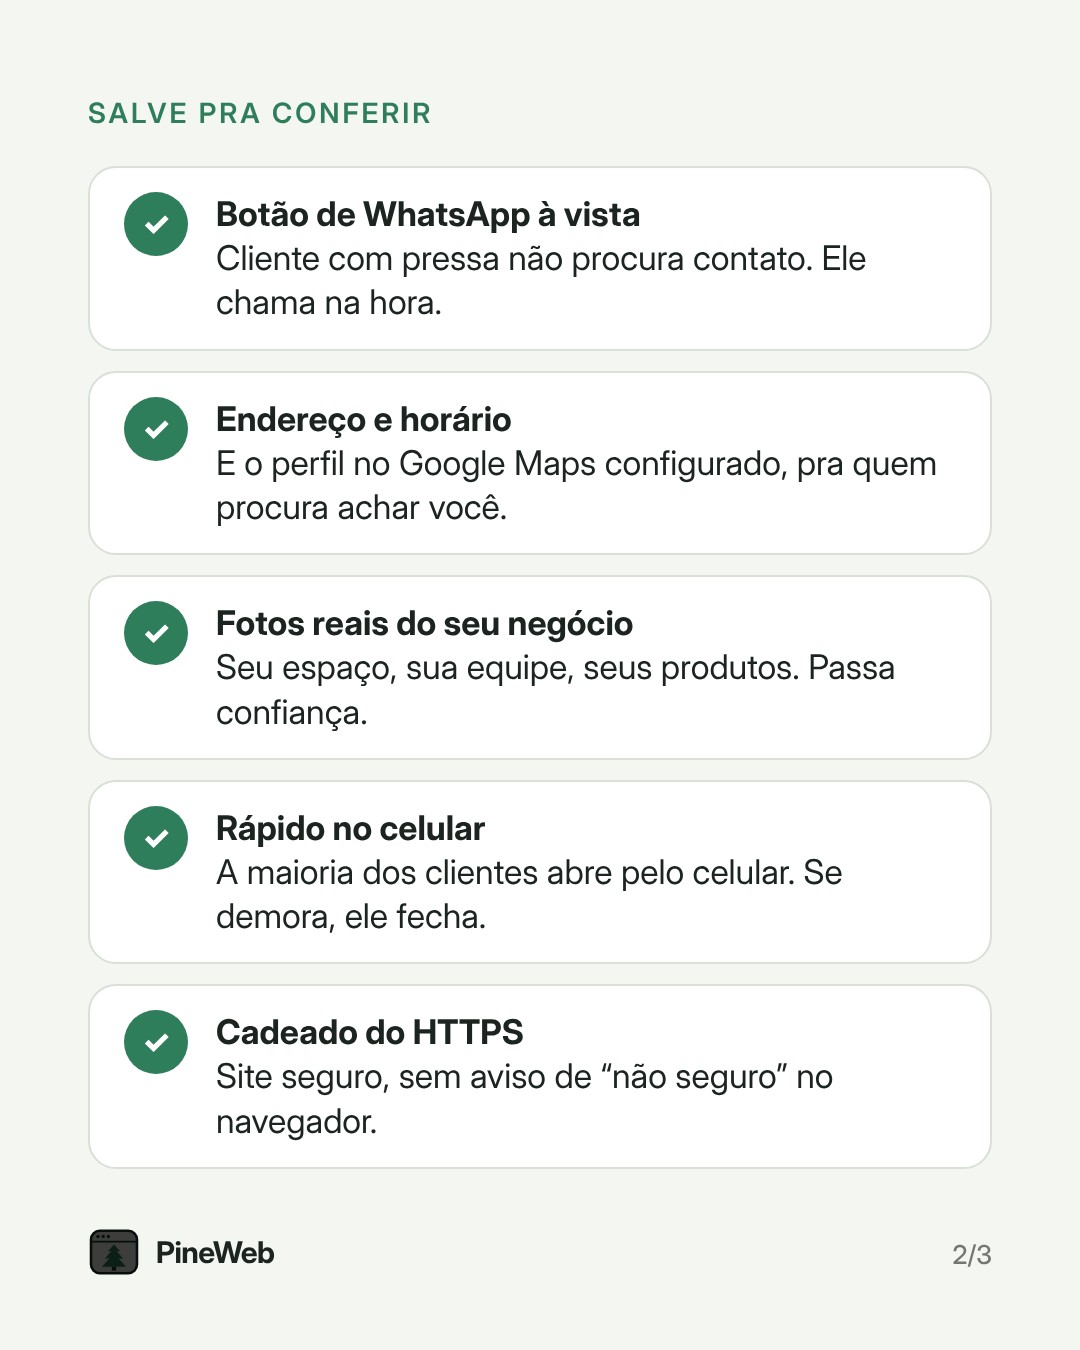 SALVE PRA CONFERIR
Botão de WhatsApp à vista
Cliente com pressa não procura contato. Ele
chama na hora.
Endereço e horário
E o perfil no Google Maps configurado, pra quem
procura achar você.
Fotos reais do seu negócio
Seu espaço, sua equipe, seus produtos. Passa
confiança.
Rápido no celular
A maioria dos clientes abre pelo celular. Se
demora, ele fecha.
Cadeado do HTTPS
Site seguro, sem aviso de “não seguro” no
navegador.
PineWeb
2/3